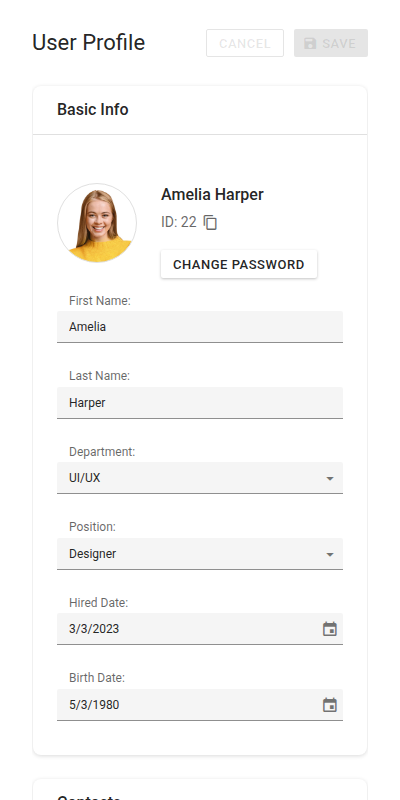 User Profile
CANCEL
SAVE
Basic Info
Amelia Harper
ID: 22
CHANGE PASSWORD
First Name:
Amelia
Last Name:
Harper
Department:
UI/UX
Position:
Designer
Hired Date:
3/3/2023
Birth Date:
5/3/1980
Contacts